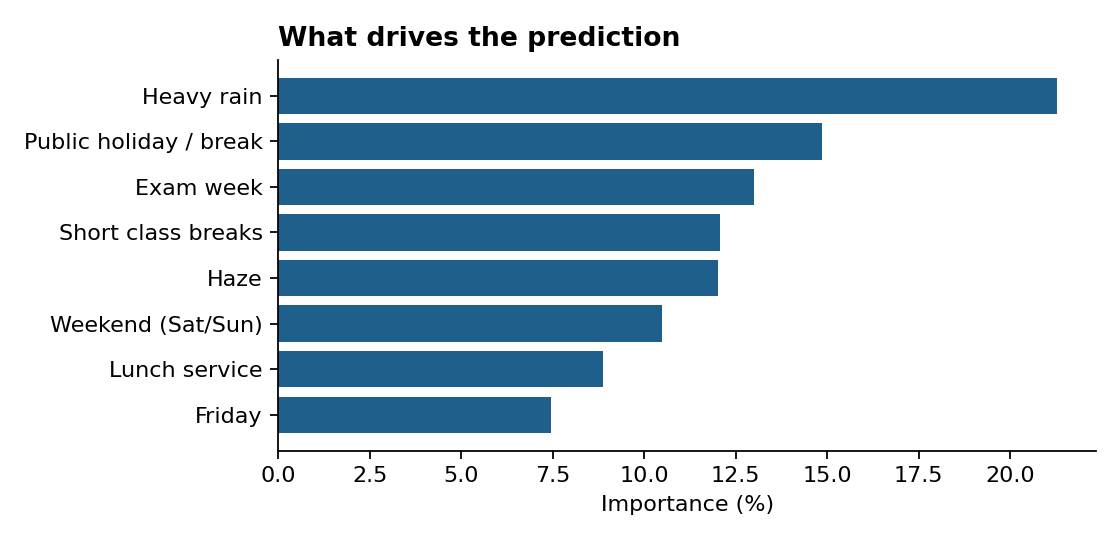 What drives the prediction
Heavy rain
Public holiday / break
Exam week
Short class breaks
Haze
Weekend (Sat/Sun)
Lunch service
Friday
0.0 2.5 5.0 7.5 10.0 12.5 15.0 17.5 20.0
Importance (%)